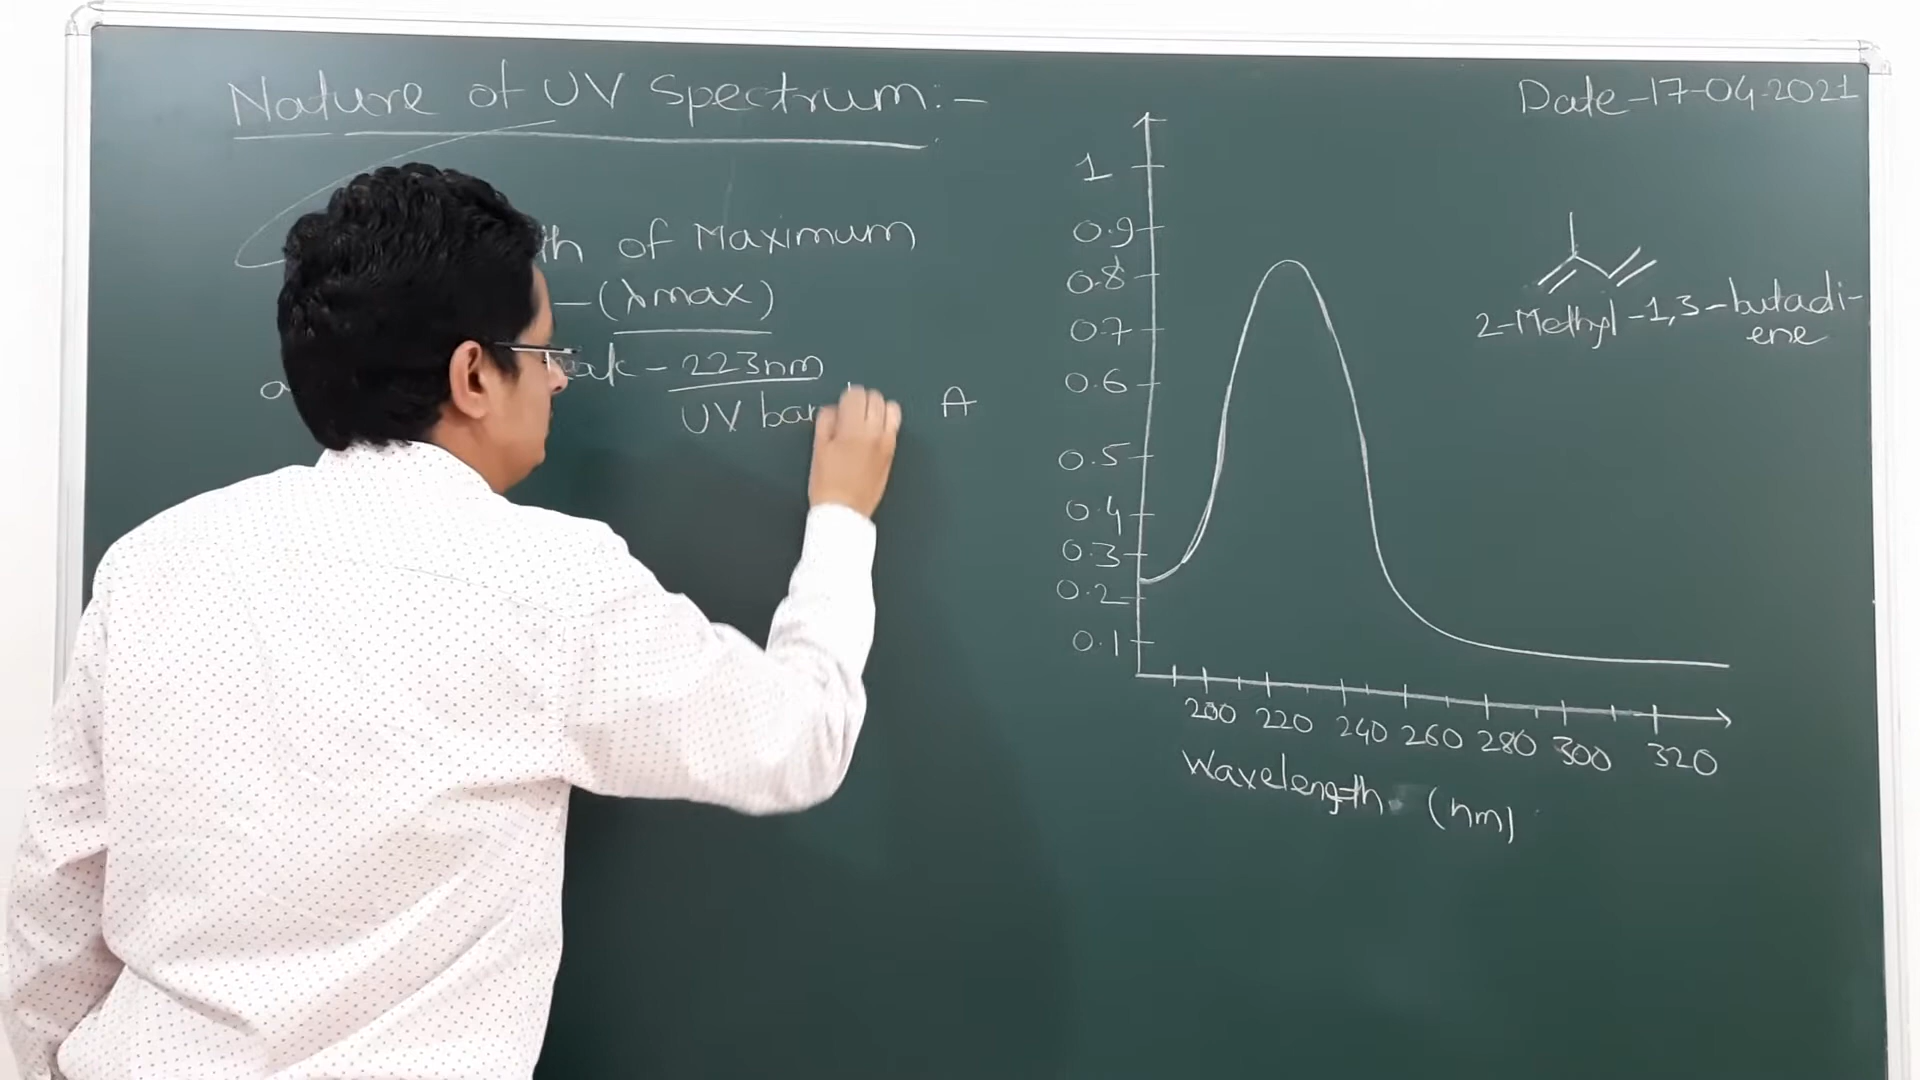 Nature of UV Spectrum:-
of Maximum
-(λmax)
- 223nm
UV
Date-17-04-2021
A
1
0.9
0.8
0.7
0.6
0.5
0.4
0.3
0.2
0.1
2-Methyl-1,3-butadi-
ene
200 220 240 260 280 300 320
Wavelength (nm)